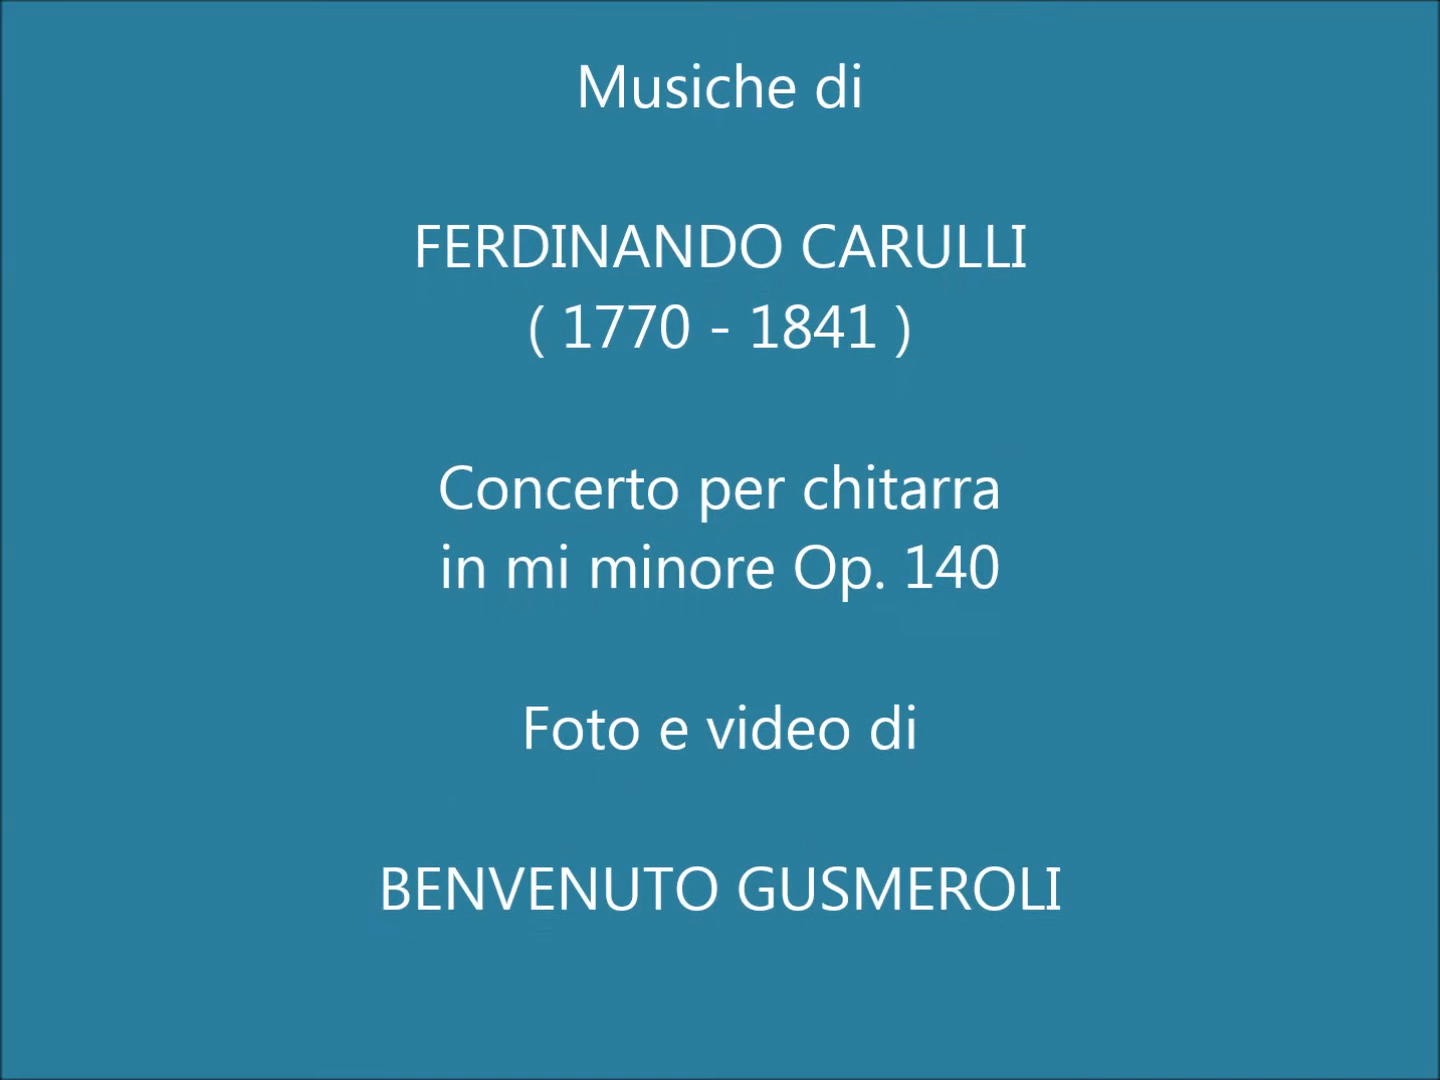 Musiche di
FERDINANDO CARULLI
( 1770 - 1841 )
Concerto per chitarra
in mi minore Op. 140
Foto e video di
BENVENUTO GUSMEROLI